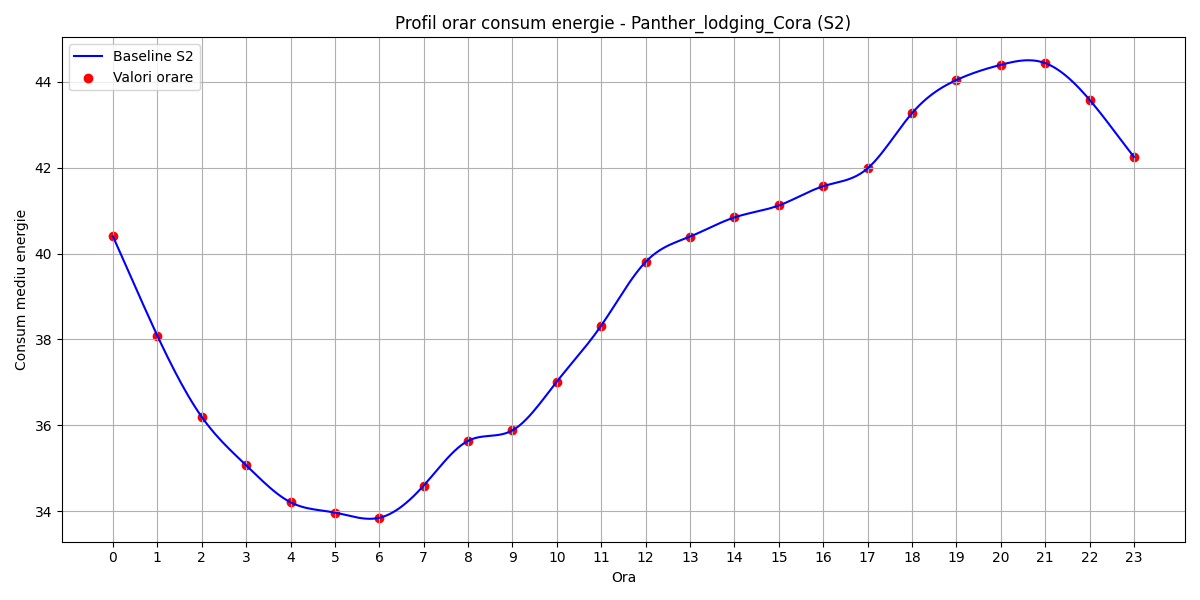 Profil orar consum energie - Panther_lodging_Cora (S2)
Baseline S2
Valori orare
Consum mediu energie
44
42
40
38
36
34
0 1 2 3 4 5 6 7 8 9 10 11 12 13 14 15 16 17 18 19 20 21 22 23
Ora